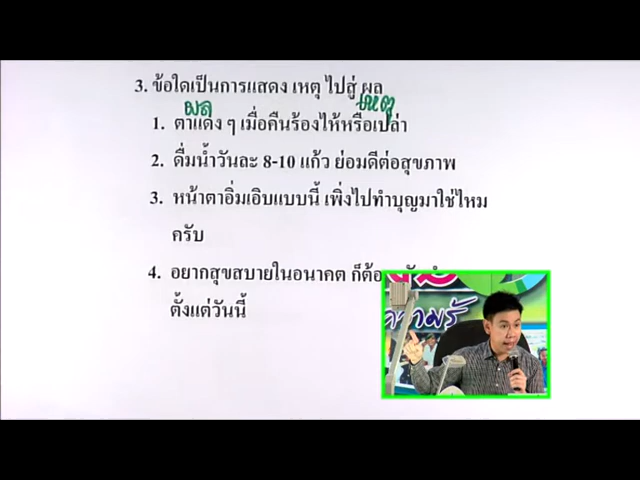 3. ข้อใดเป็นการแสดง เหตุ ไปสู่ ผล
ผล เหตุ
1. ตาแดง ๆ เมื่อคืนร้องไห้หรือเปล่า
2. ดื่มน้ำวันละ 8-10 แก้ว ย่อมดีต่อสุขภาพ
3. หน้าตาอิ่มเอิบแบบนี้ เพิ่งไปทำบุญมาใช่ไหม
ครับ
4. อยากสุขสบายในอนาคต ก็ต้อ
ตั้งแต่วันนี้